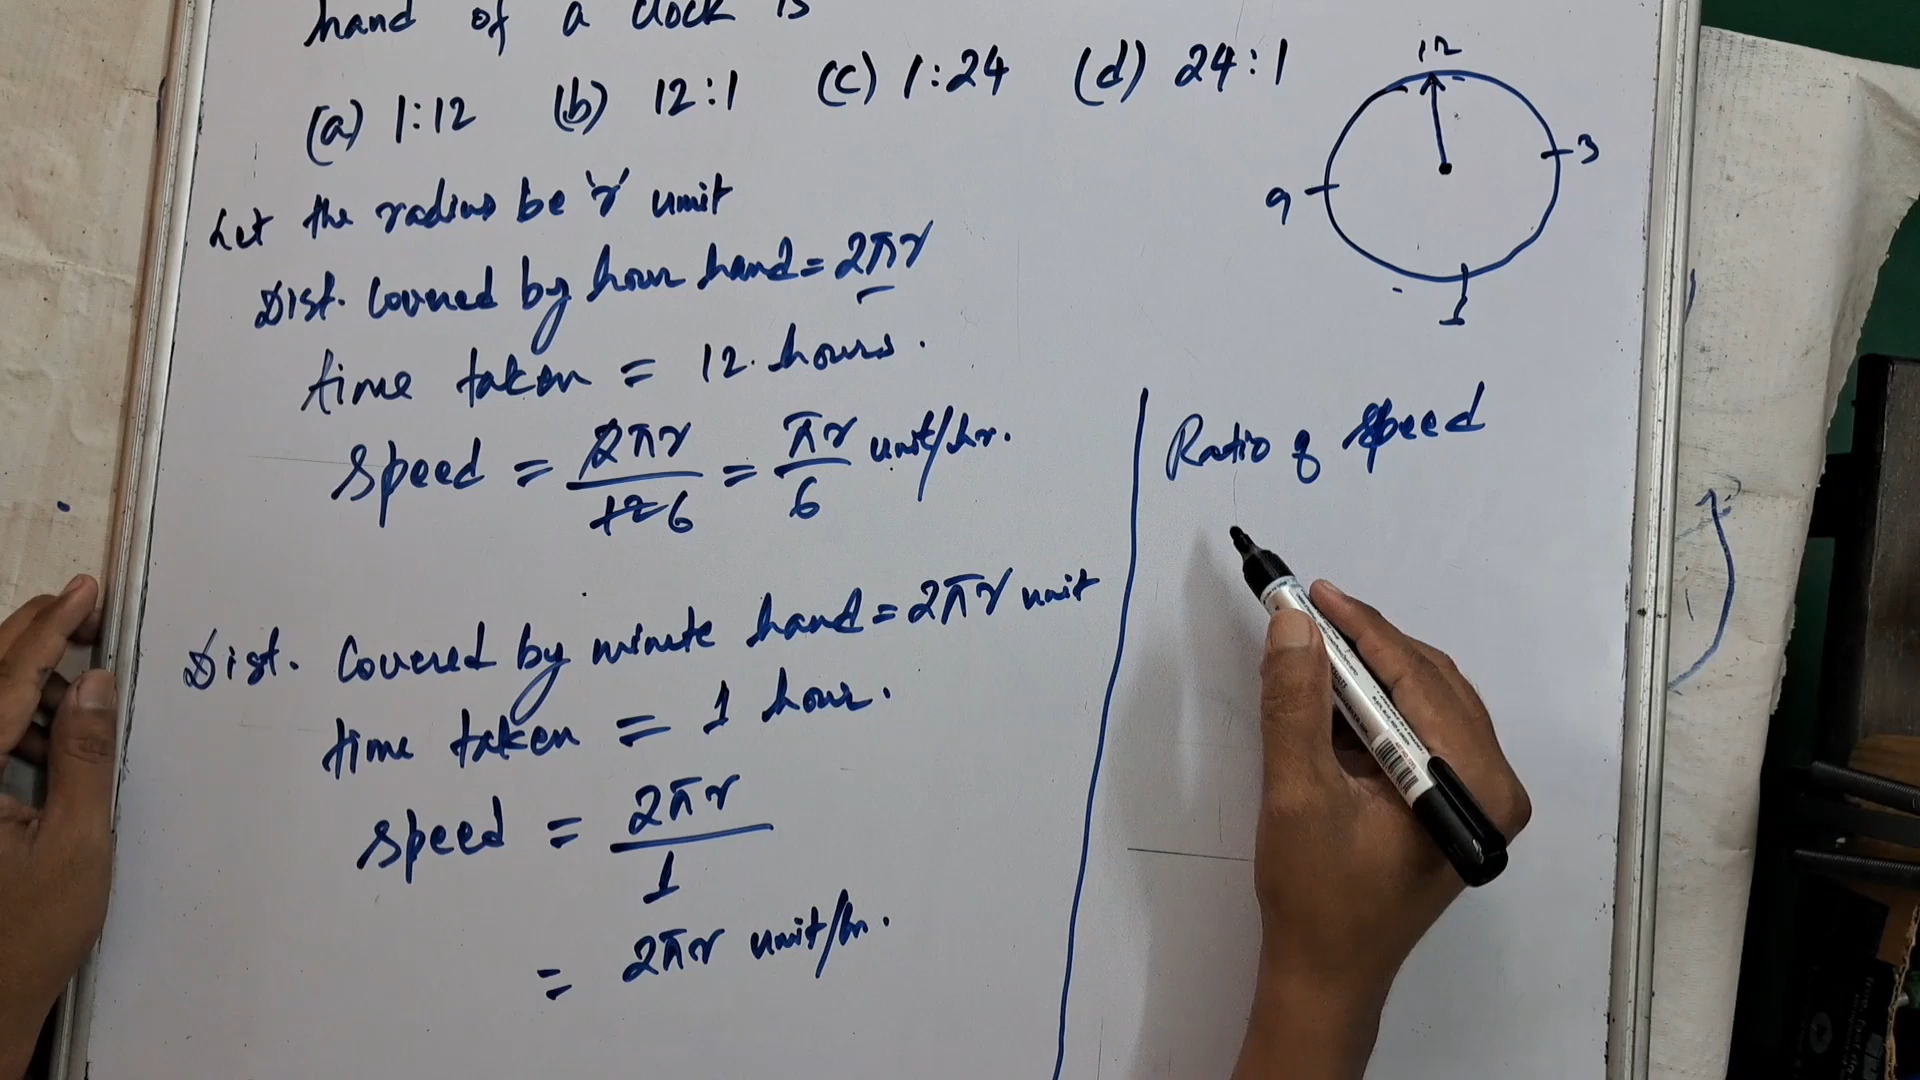 hand of a clock is
(a) 1:12 (b) 12:1 (c) 1:24 (d) 24:1
Let the radius be 'r' unit
Dist. covered by hour hand = 2πr
time taken = 12 hours.
speed = 2πr/12 6 = πr/6 unit/hr.
Dist. covered by minute hand = 2πr unit
time taken = 1 hour.
speed = 2πr/1
= 2πr unit/hr.
12
3
9
Ratio of speed